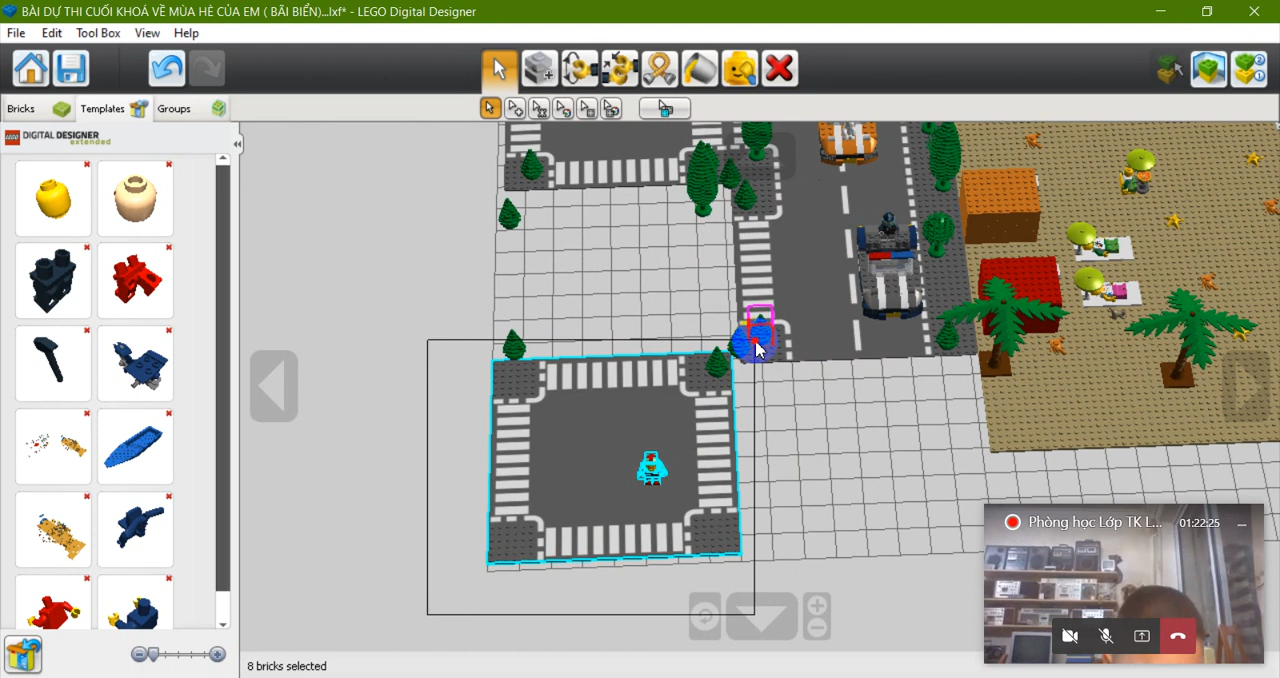 BÀI DỰ THI CUỐI KHOÁ VỀ MÙA HÈ CỦA EM ( BÃI BIỂN)...lxf* - LEGO Digital Designer
File Edit Tool Box View Help
Bricks Templates Groups
LEGO DIGITAL DESIGNER
extended
Phòng học Lớp TK L... 01:22:25
8 bricks selected